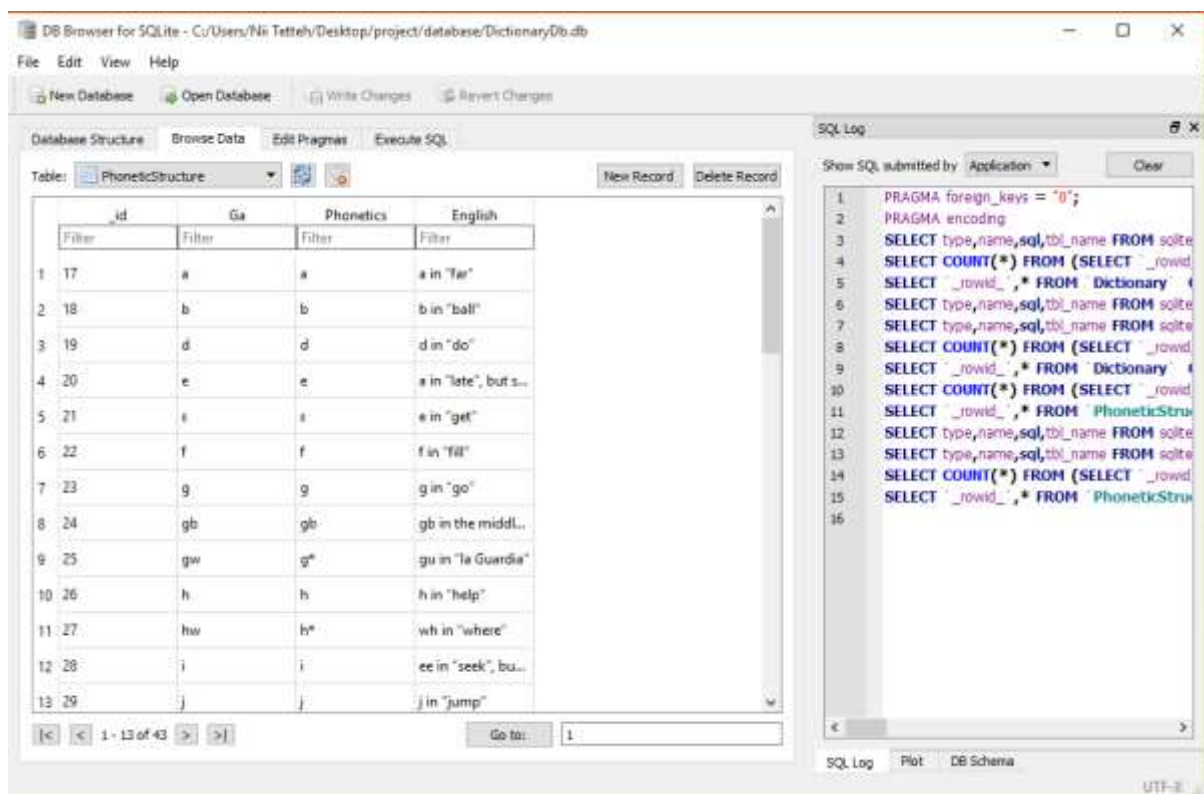 DB Browser for SQLite - C:/Users/Nii Tetteh/Desktop/project/database/DictionaryDb.db
File Edit View Help
New Database Open Database Write Changes Revert Changes
Database Structure Browse Data Edit Pragmas Execute SQL
Table: PhoneticStructure New Record Delete Record
_id Ga Phonetics English
Filter Filter Filter Filter
1 17 a a a in "far"
2 18 b b b in "ball"
3 19 d d d in "do"
4 20 e e a in "late", but s...
5 21 ε ε e in "get"
6 22 f f f in "fill"
7 23 g g g in "go"
8 24 gb gb gb in the middl...
9 25 gw gʷ gu in "la Guardia"
10 26 h h h in "help"
11 27 hw hʷ wh in "where"
12 28 i i ee in "seek", bu...
13 29 j j j in "jump"
|< < 1 - 13 of 43 > >| Go to: 1
SQL Log
Show SQL submitted by Application Clear
1 PRAGMA foreign_keys = "0";
2 PRAGMA encoding
3 SELECT type,name,sql,tbl_name FROM sqlite
4 SELECT COUNT(*) FROM (SELECT `_rowid
5 SELECT `_rowid_`,* FROM `Dictionary`
6 SELECT type,name,sql,tbl_name FROM sqlite
7 SELECT type,name,sql,tbl_name FROM sqlite
8 SELECT COUNT(*) FROM (SELECT `_rowid
9 SELECT `_rowid_`,* FROM `Dictionary`
10 SELECT COUNT(*) FROM (SELECT `_rowid
11 SELECT `_rowid_`,* FROM `PhoneticStru
12 SELECT type,name,sql,tbl_name FROM sqlite
13 SELECT type,name,sql,tbl_name FROM sqlite
14 SELECT COUNT(*) FROM (SELECT `_rowid
15 SELECT `_rowid_`,* FROM `PhoneticStru
16
SQL Log Plot DB Schema
UTF-8